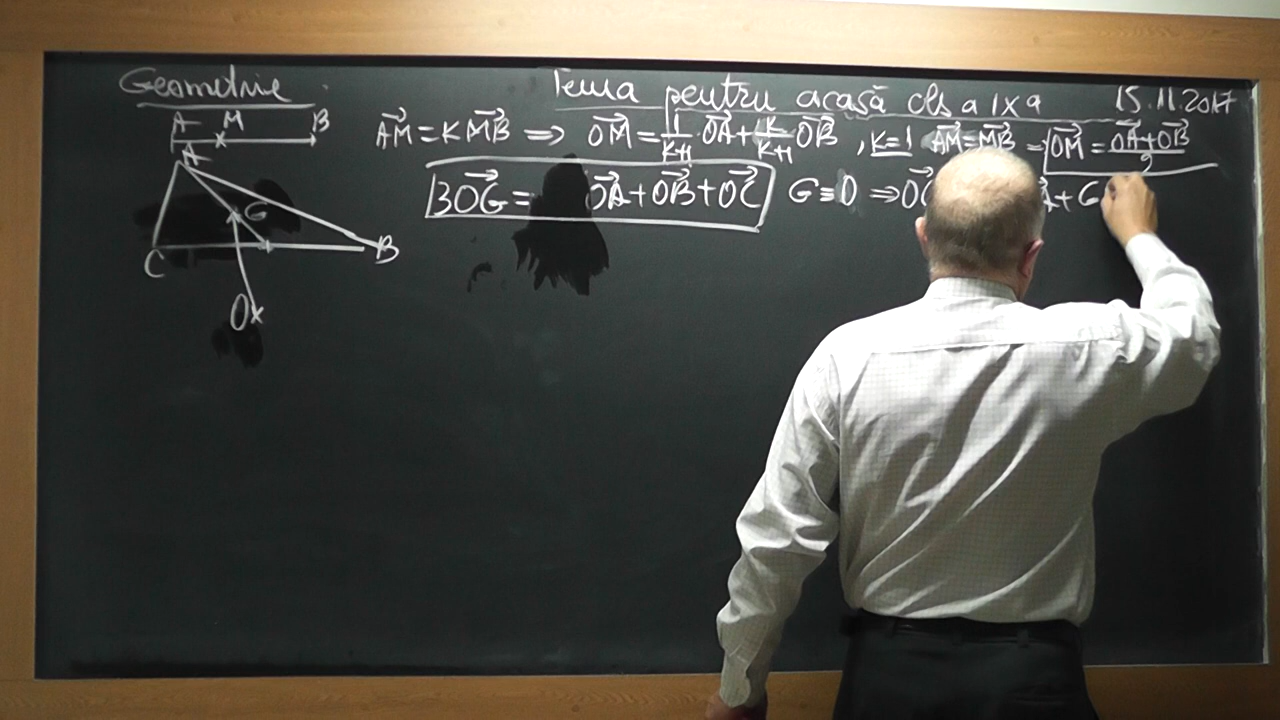 Geometrie Tema pentru acasă cls a IX a 15.11.2017
A M B
AM⃗ = K MB⃗ ⇒ OM⃗ = 1/K+1 · OA⃗ + K/K+1 OB⃗ , K=1 AM⃗ = MB⃗ = OM⃗ = OA⃗+OB⃗/2
A
G
C B
O
3OG⃗ = OA⃗ + OB⃗ + OC⃗ G ≡ O ⇒ + G